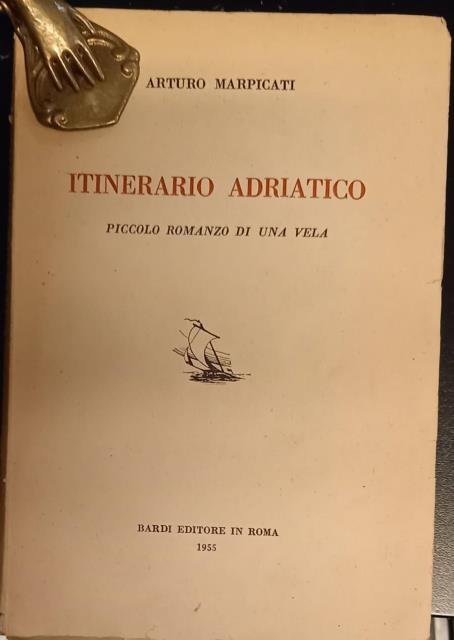 ARTURO MARPICATI
ITINERARIO ADRIATICO
PICCOLO ROMANZO DI UNA VELA
BARDI EDITORE IN ROMA
1955